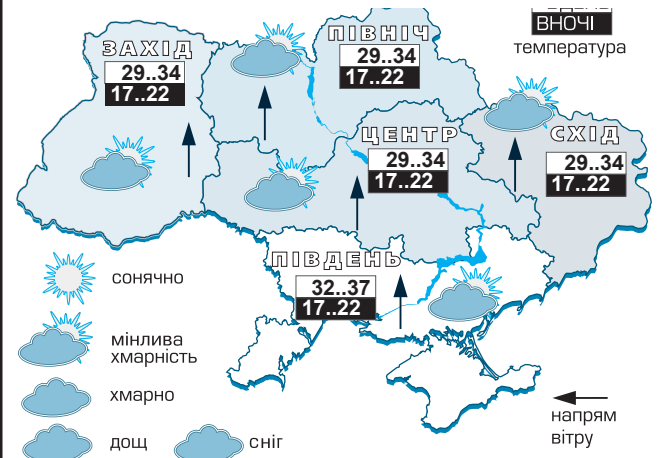 ВНОЧІ
температура
ЗАХІД
29..34
17..22
ПІВНІЧ
29..34
17..22
ЦЕНТР
29..34
17..22
СХІД
29..34
17..22
ПІВДЕНЬ
32..37
17..22
сонячно
мінлива
хмарність
хмарно
дощ
сніг
напрям
вітру